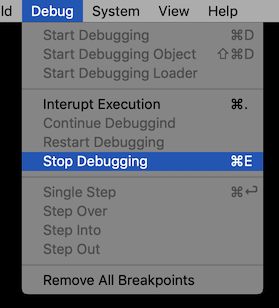 ld Debug System View Help
Start Debugging ⌘D
Start Debugging Object ⇧⌘D
Start Debugging Loader
Interupt Execution ⌘.
Continue Debuggind
Restart Debugging
Stop Debugging ⌘E
Single Step ⌘↩
Step Over
Step Into
Step Out
Remove All Breakpoints